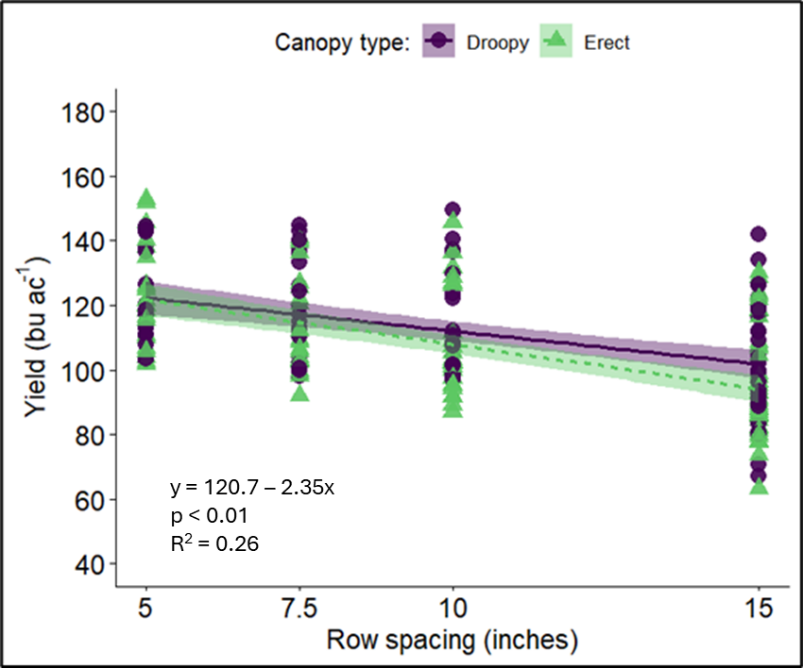 Canopy type: Droopy Erect
180
160
140
120
100
80
60
40
Yield (bu ac⁻¹)
y = 120.7 – 2.35x
p < 0.01
R² = 0.26
5 7.5 10 15
Row spacing (inches)